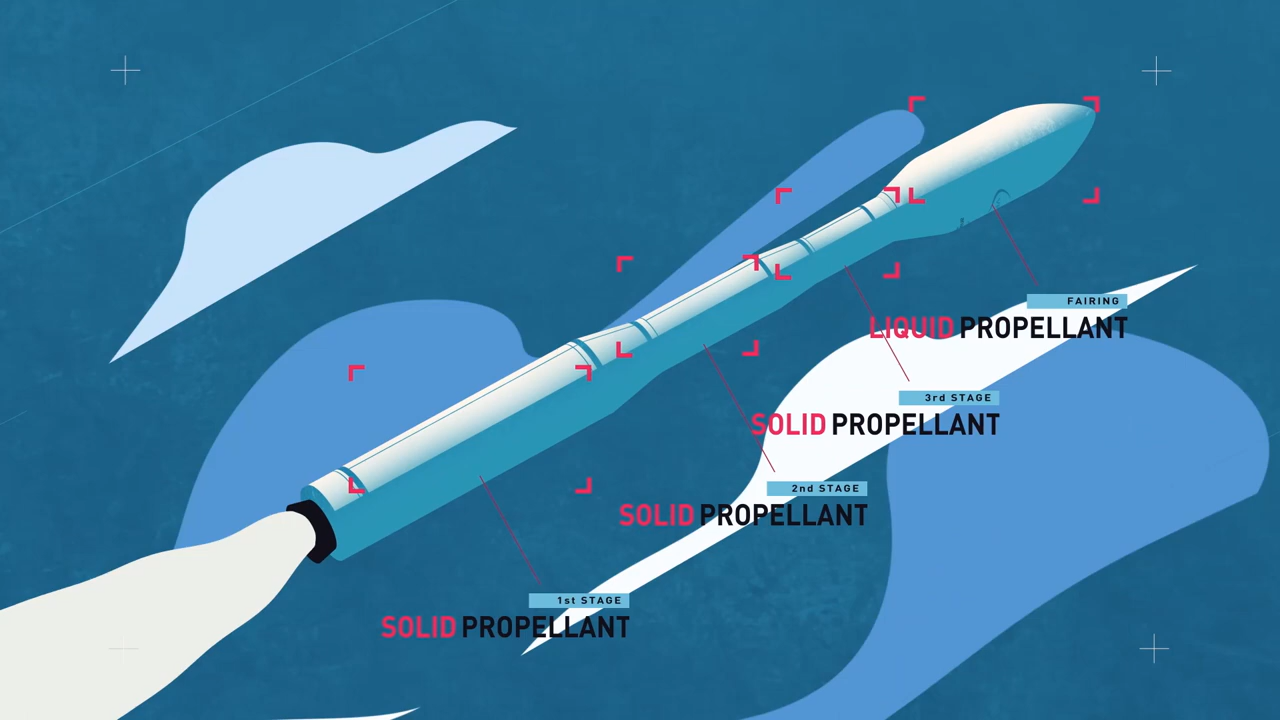 FAIRING
LIQUID PROPELLANT
3rd STAGE
SOLID PROPELLANT
2nd STAGE
SOLID PROPELLANT
1st STAGE
SOLID PROPELLANT